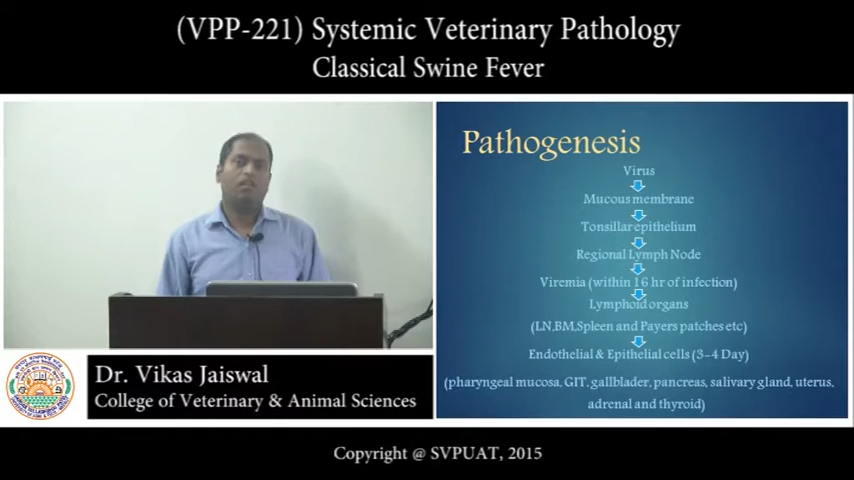 (VPP-221) Systemic Veterinary Pathology
Classical Swine Fever
Pathogenesis
Virus
Mucous membrane
Tonsillar epithelium
Regional Lymph Node
Viremia (within 16 hr of infection)
Lymphoid organs
(LN,BM,Spleen and Payers patches etc)
Endothelial & Epithelial cells (3-4 Day)
(pharyngeal mucosa, GIT, gallbladder, pancreas, salivary gland, uterus,
adrenal and thyroid)
Dr. Vikas Jaiswal
College of Veterinary & Animal Sciences
Copyright @ SVPUAT, 2015